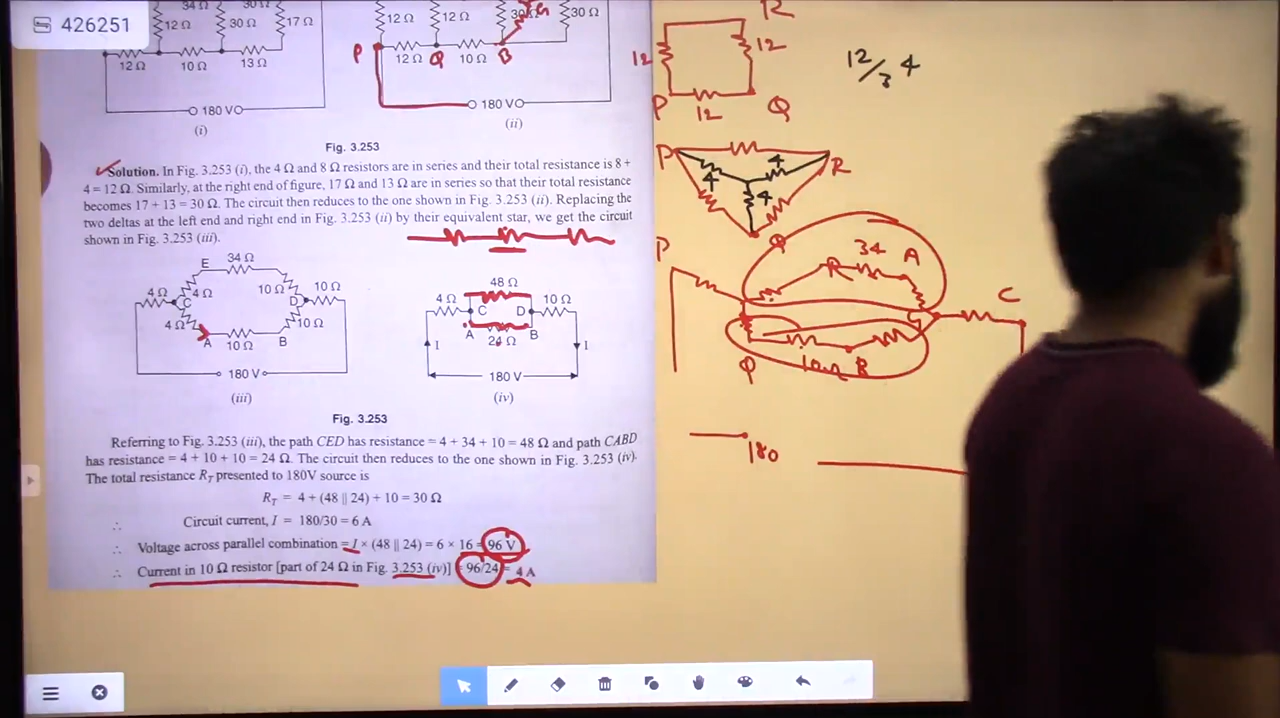 426251
34 Ω
12 Ω
30 Ω
17 Ω
12 Ω
10 Ω
13 Ω
180 V
(i)
12 Ω
12 Ω
30 Ω
P
12 Ω
Q
10 Ω
B
180 V
(ii)
Fig. 3.253
Solution. In Fig. 3.253 (i), the 4 Ω and 8 Ω resistors are in series and their total resistance is 8 +
4 = 12 Ω. Similarly, at the right end of figure, 17 Ω and 13 Ω are in series so that their total resistance
becomes 17 + 13 = 30 Ω. The circuit then reduces to the one shown in Fig. 3.253 (ii). Replacing the
two deltas at the left end and right end in Fig. 3.253 (ii) by their equivalent star, we get the circuit
shown in Fig. 3.253 (iii).
E
34 Ω
4 Ω
C
4 Ω
10 Ω
D
10 Ω
4 Ω
A
10 Ω
B
10 Ω
180 V
(iii)
48 Ω
4 Ω
C
D
10 Ω
A
24 Ω
B
I
I
180 V
(iv)
Fig. 3.253
Referring to Fig. 3.253 (iii), the path CED has resistance = 4 + 34 + 10 = 48 Ω and path CABD
has resistance = 4 + 10 + 10 = 24 Ω. The circuit then reduces to the one shown in Fig. 3.253 (iv).
The total resistance RT presented to 180V source is
RT = 4 + (48 || 24) + 10 = 30 Ω
∴ Circuit current, I = 180/30 = 6 A
∴ Voltage across parallel combination = I × (48 || 24) = 6 × 16 = 96 V
∴ Current in 10 Ω resistor [part of 24 Ω in Fig. 3.253 (iv)] = 96/24 = 4 A
R
12
12
P
12
Q
12/3 4
P
R
4
4
4
Q
P
R
34
A
C
Q
10Ω
B
180